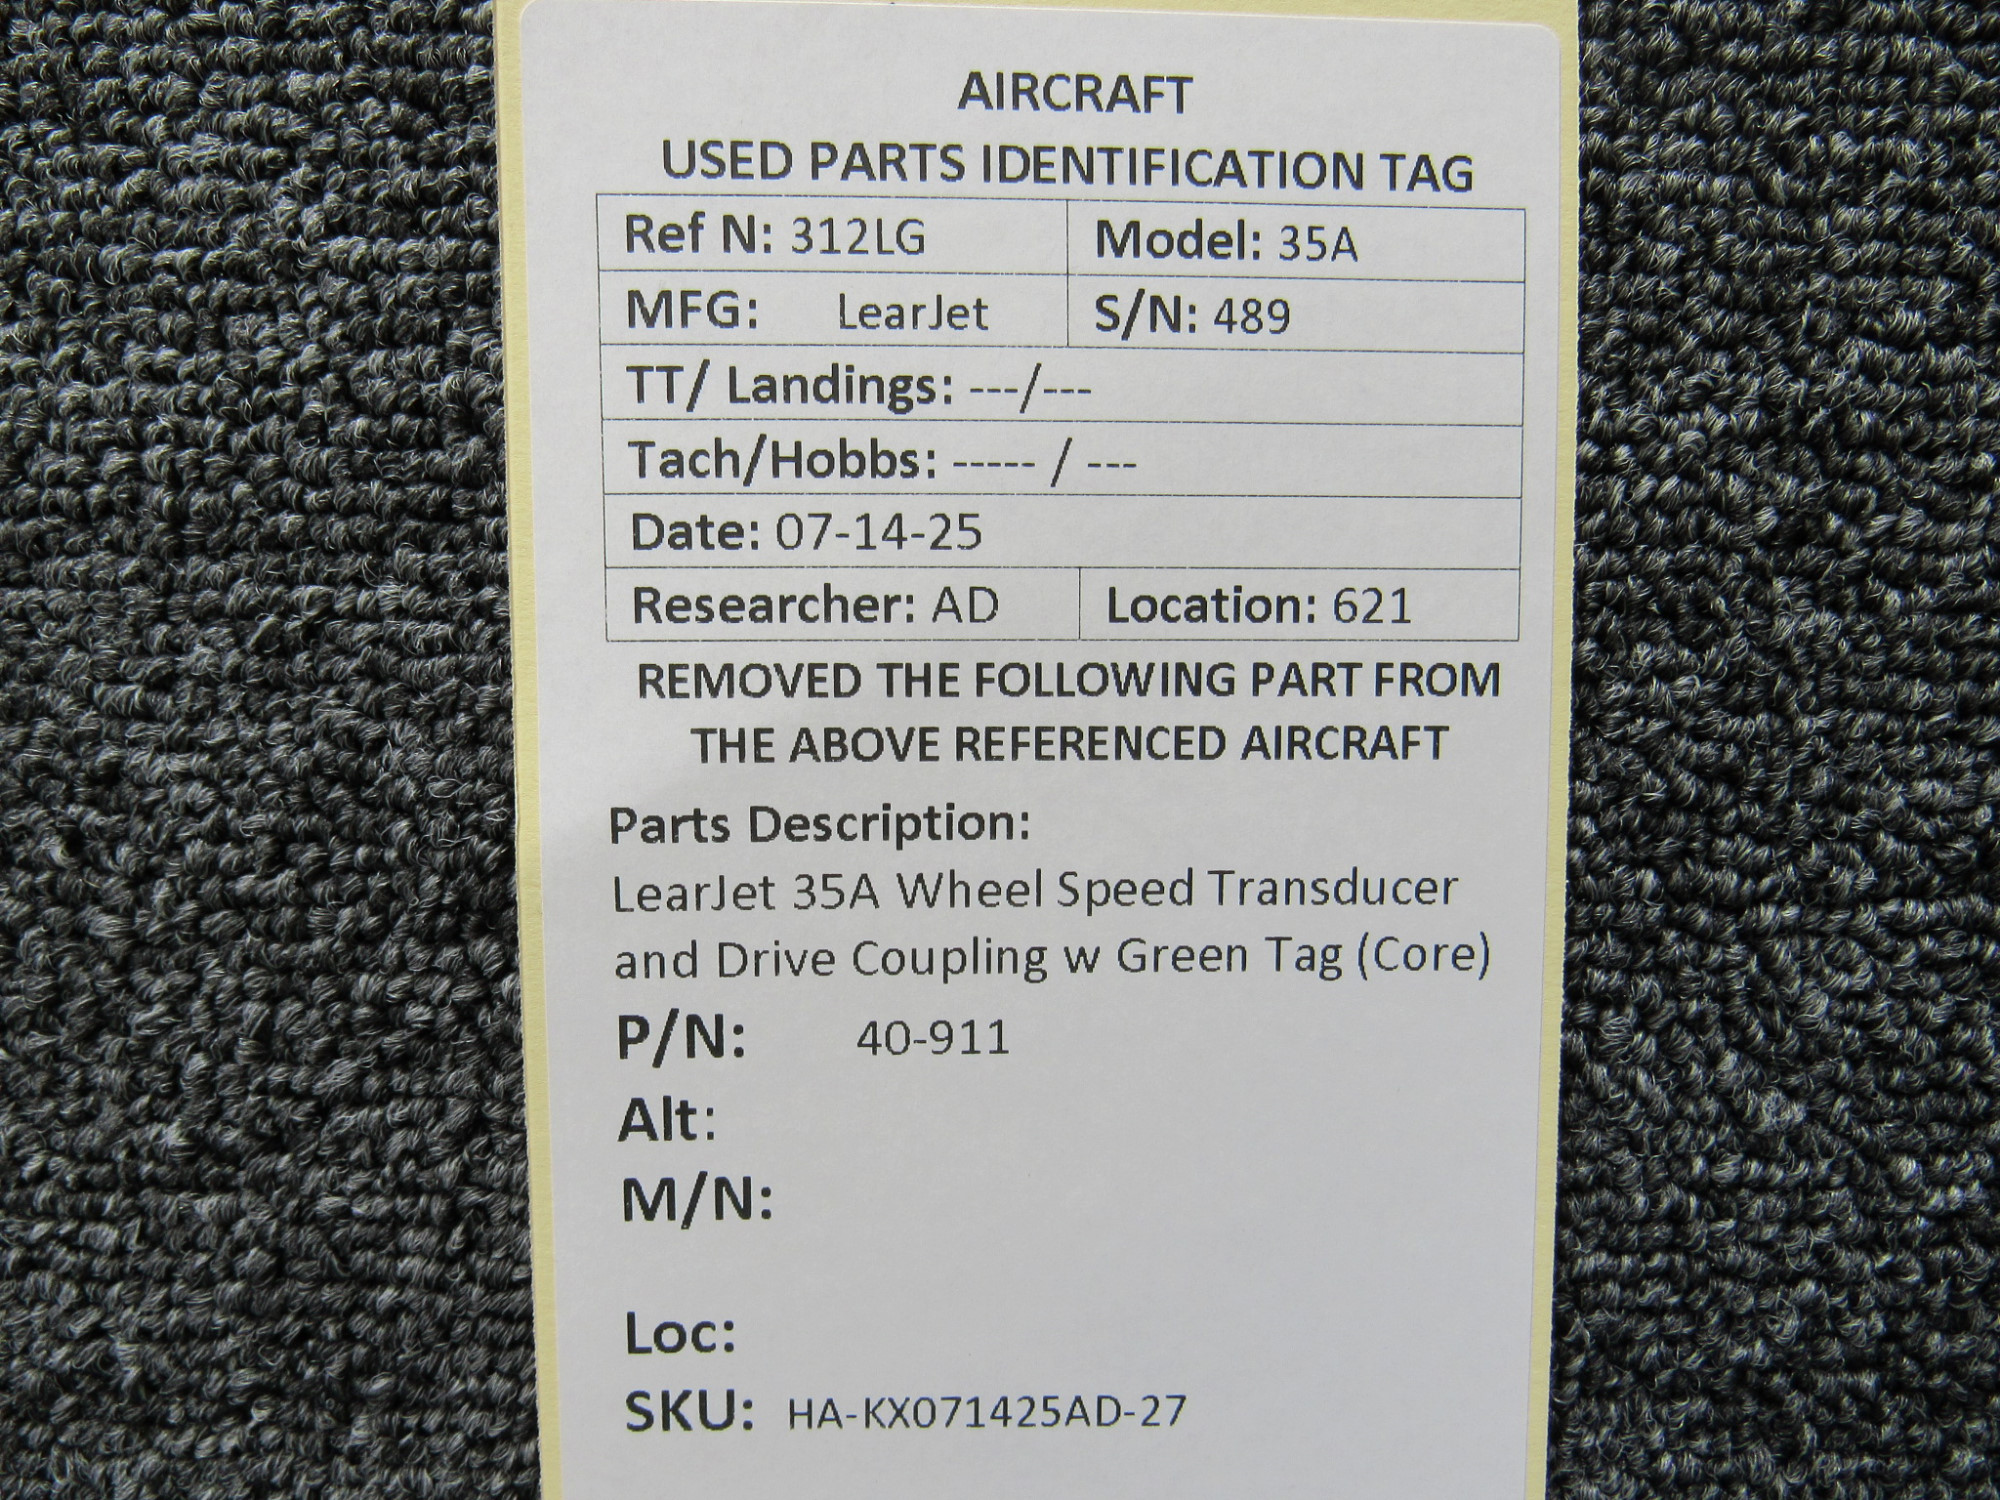 AIRCRAFT
USED PARTS IDENTIFICATION TAG
Ref N: 312LG Model: 35A
MFG: LearJet S/N: 489
TT/ Landings: ---/---
Tach/Hobbs: ----- / ---
Date: 07-14-25
Researcher: AD Location: 621
REMOVED THE FOLLOWING PART FROM
THE ABOVE REFERENCED AIRCRAFT
Parts Description:
LearJet 35A Wheel Speed Transducer
and Drive Coupling w Green Tag (Core)
P/N: 40-911
Alt:
M/N:
Loc:
SKU: HA-KX071425AD-27